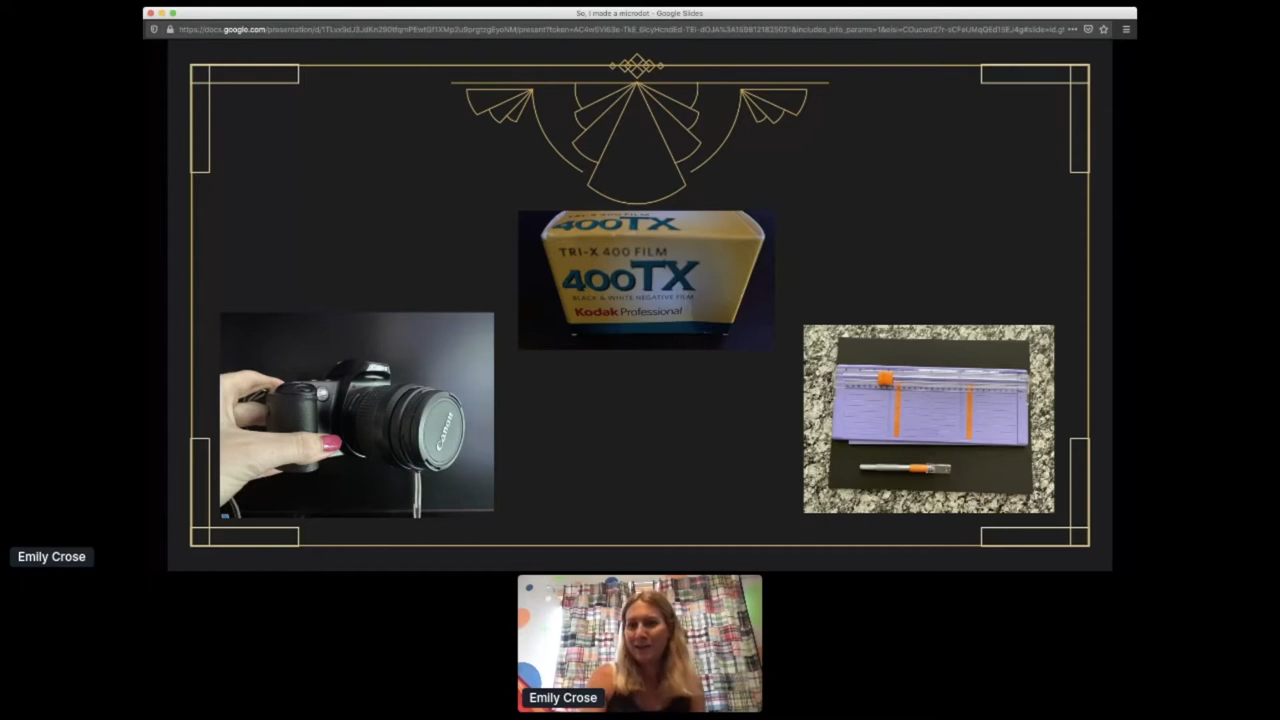 So, I made a microdot - Google Slides
400TX
TRI-X 400 FILM
400TX
BLACK & WHITE NEGATIVE FILM
Kodak Professional
Canon
Emily Crose
Emily Crose